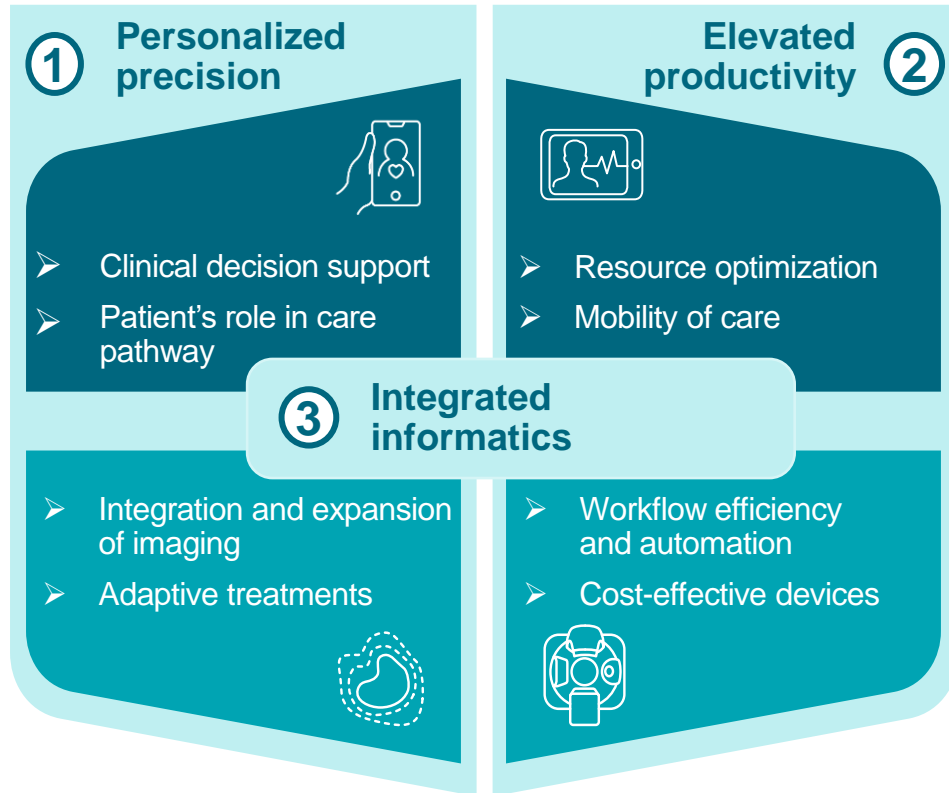 1
Personalized
precision
Elevated
productivity
2
➢ Clinical decision support
➢ Patient’s role in care
pathway
➢ Resource optimization
➢ Mobility of care
3
Integrated
informatics
➢ Integration and expansion
of imaging
➢ Adaptive treatments
➢ Workflow efficiency
and automation
➢ Cost-effective devices